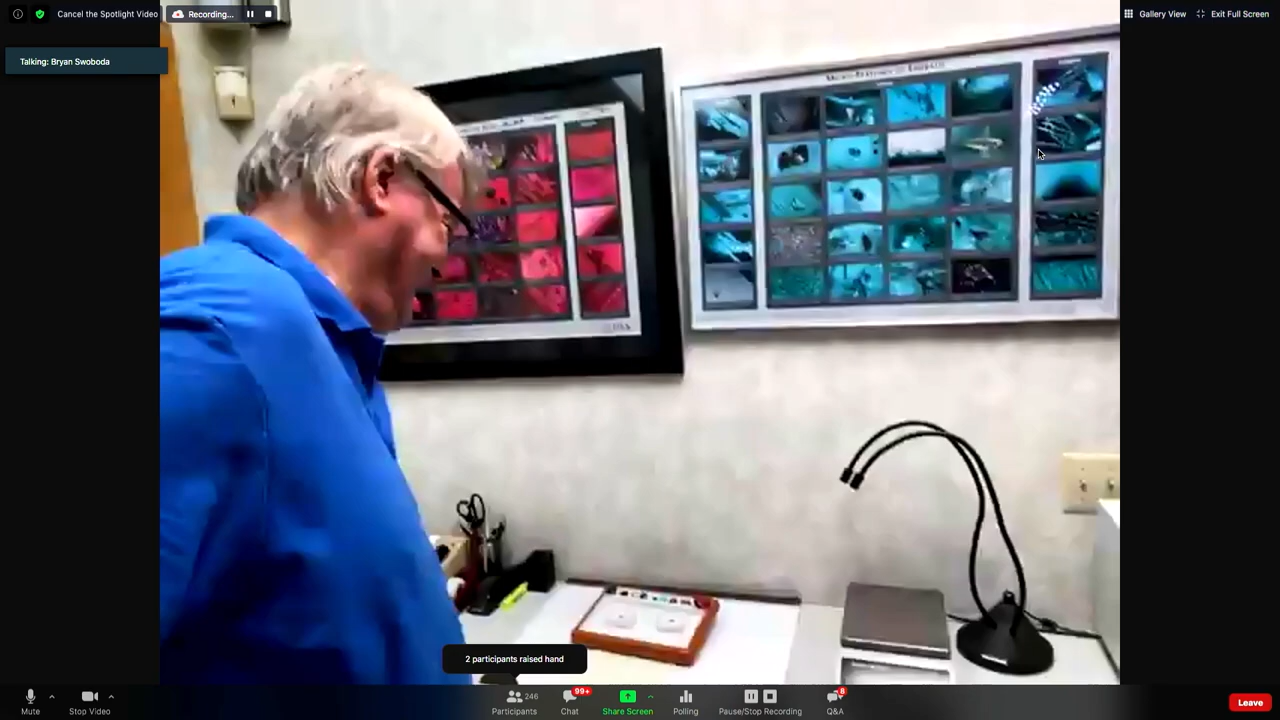 Cancel the Spotlight Video
Recording...
Gallery View
Exit Full Screen
Talking: Bryan Swoboda
2 participants raised hand
Mute
Stop Video
Participants
246
Chat
99+
Share Screen
Polling
Pause/Stop Recording
Q&A
8
Leave